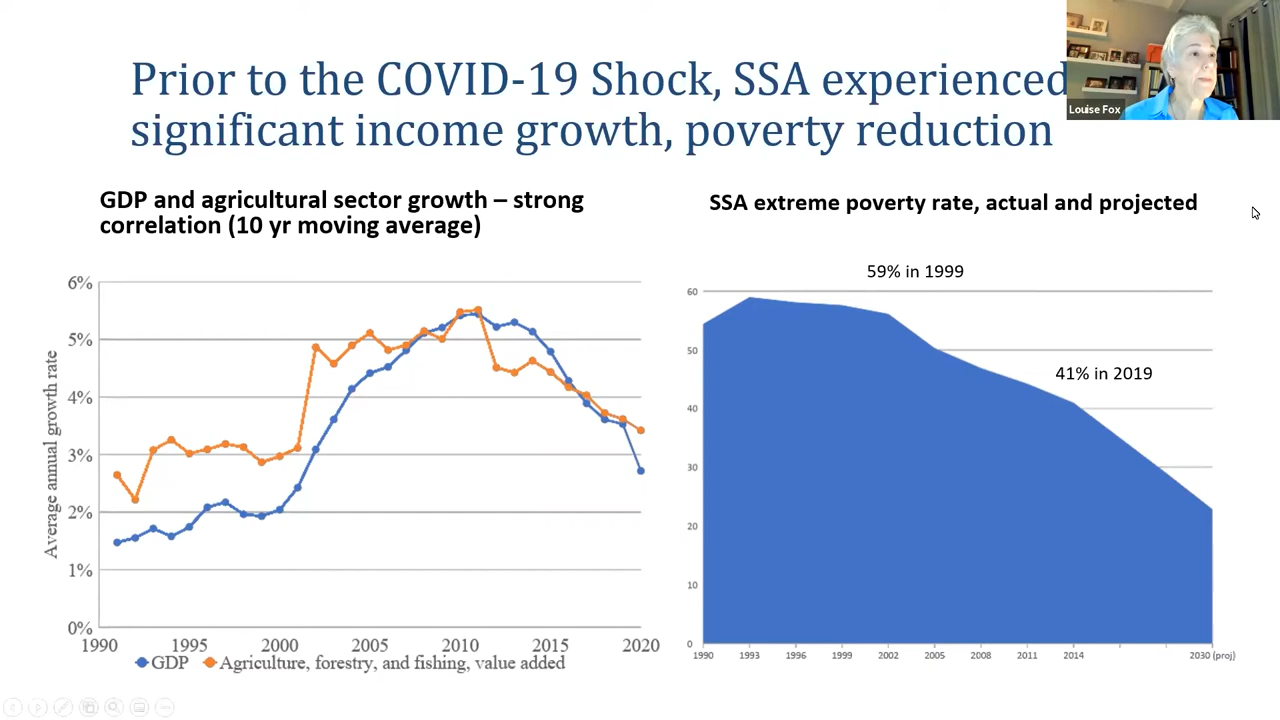 Prior to the COVID-19 Shock, SSA experienced
significant income growth, poverty reduction
Louise Fox
GDP and agricultural sector growth – strong
correlation (10 yr moving average)
6%
5%
4%
3%
2%
1%
0%
Average annual growth rate
1990 1995 2000 2005 2010 2015 2020
GDP Agriculture, forestry, and fishing, value added
SSA extreme poverty rate, actual and projected
59% in 1999
41% in 2019
60
50
40
30
20
10
0
1990 1993 1996 1999 2002 2005 2008 2011 2014 2030 (proj)